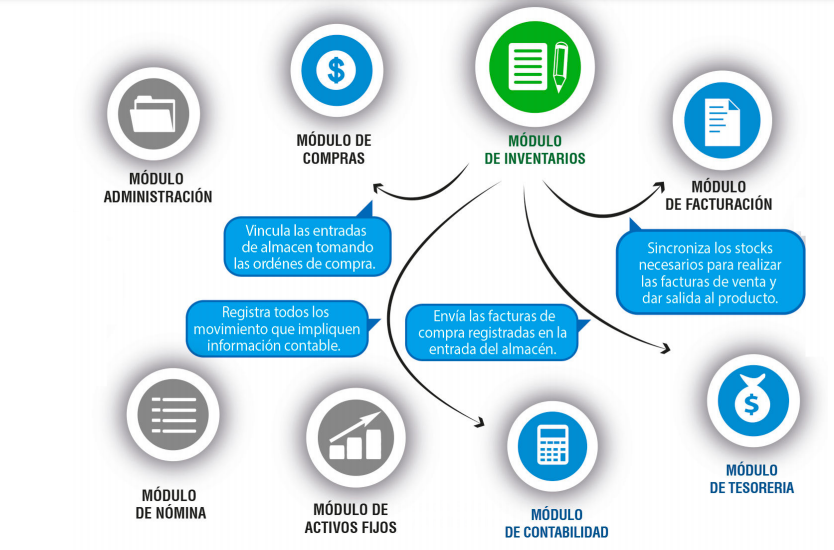 MÓDULO DE
COMPRAS
MÓDULO
DE INVENTARIOS
MÓDULO
ADMINISTRACIÓN
MÓDULO
DE FACTURACIÓN
Vincula las entradas
de almacen tomando
las ordénes de compra.
Sincroniza los stocks
necesarios para realizar
las facturas de venta y
dar salida al producto.
Registra todos los
movimiento que impliquen
información contable.
Envía las facturas de
compra registradas en la
entrada del almacén.
MÓDULO
DE NÓMINA
MÓDULO DE
ACTIVOS FIJOS
MÓDULO
DE CONTABILIDAD
MÓDULO
DE TESORERIA